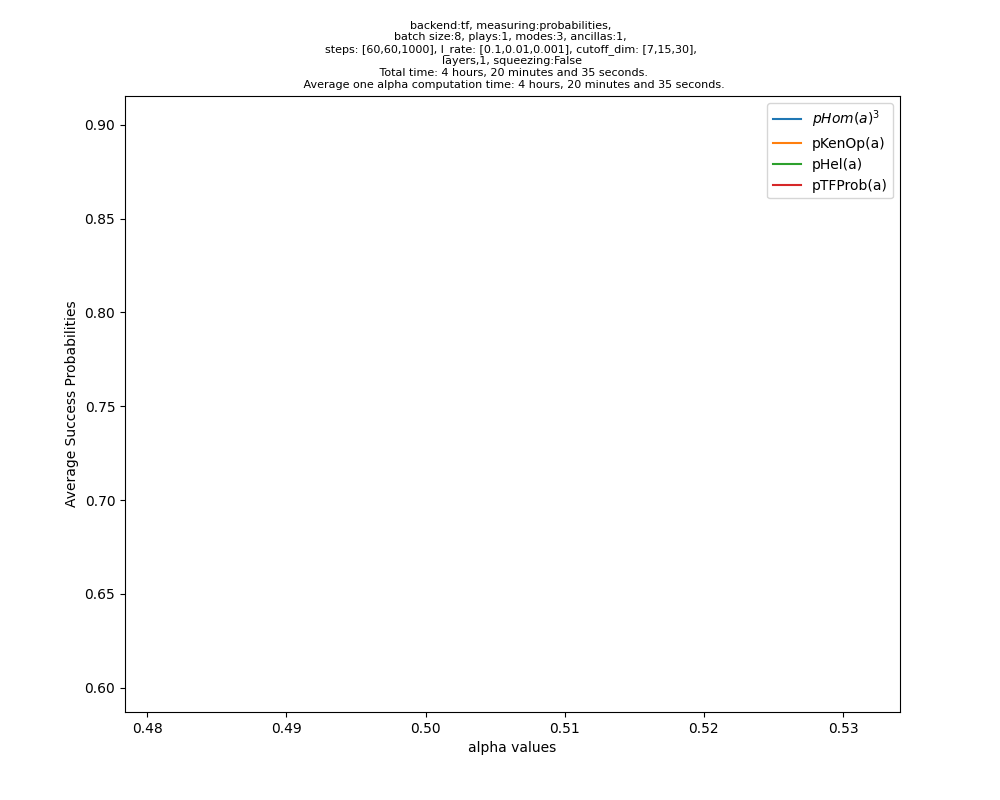 backend:tf, measuring:probabilities,
batch size:8, plays:1, modes:3, ancillas:1,
steps: [60,60,1000], l_rate: [0.1,0.01,0.001], cutoff_dim: [7,15,30],
layers,1, squeezing:False
Total time: 4 hours, 20 minutes and 35 seconds.
Average one alpha computation time: 4 hours, 20 minutes and 35 seconds.
pHom(a)³
pKenOp(a)
pHel(a)
pTFProb(a)
0.90
0.85
0.80
0.75
0.70
0.65
0.60
Average Success Probabilities
0.48 0.49 0.50 0.51 0.52 0.53
alpha values